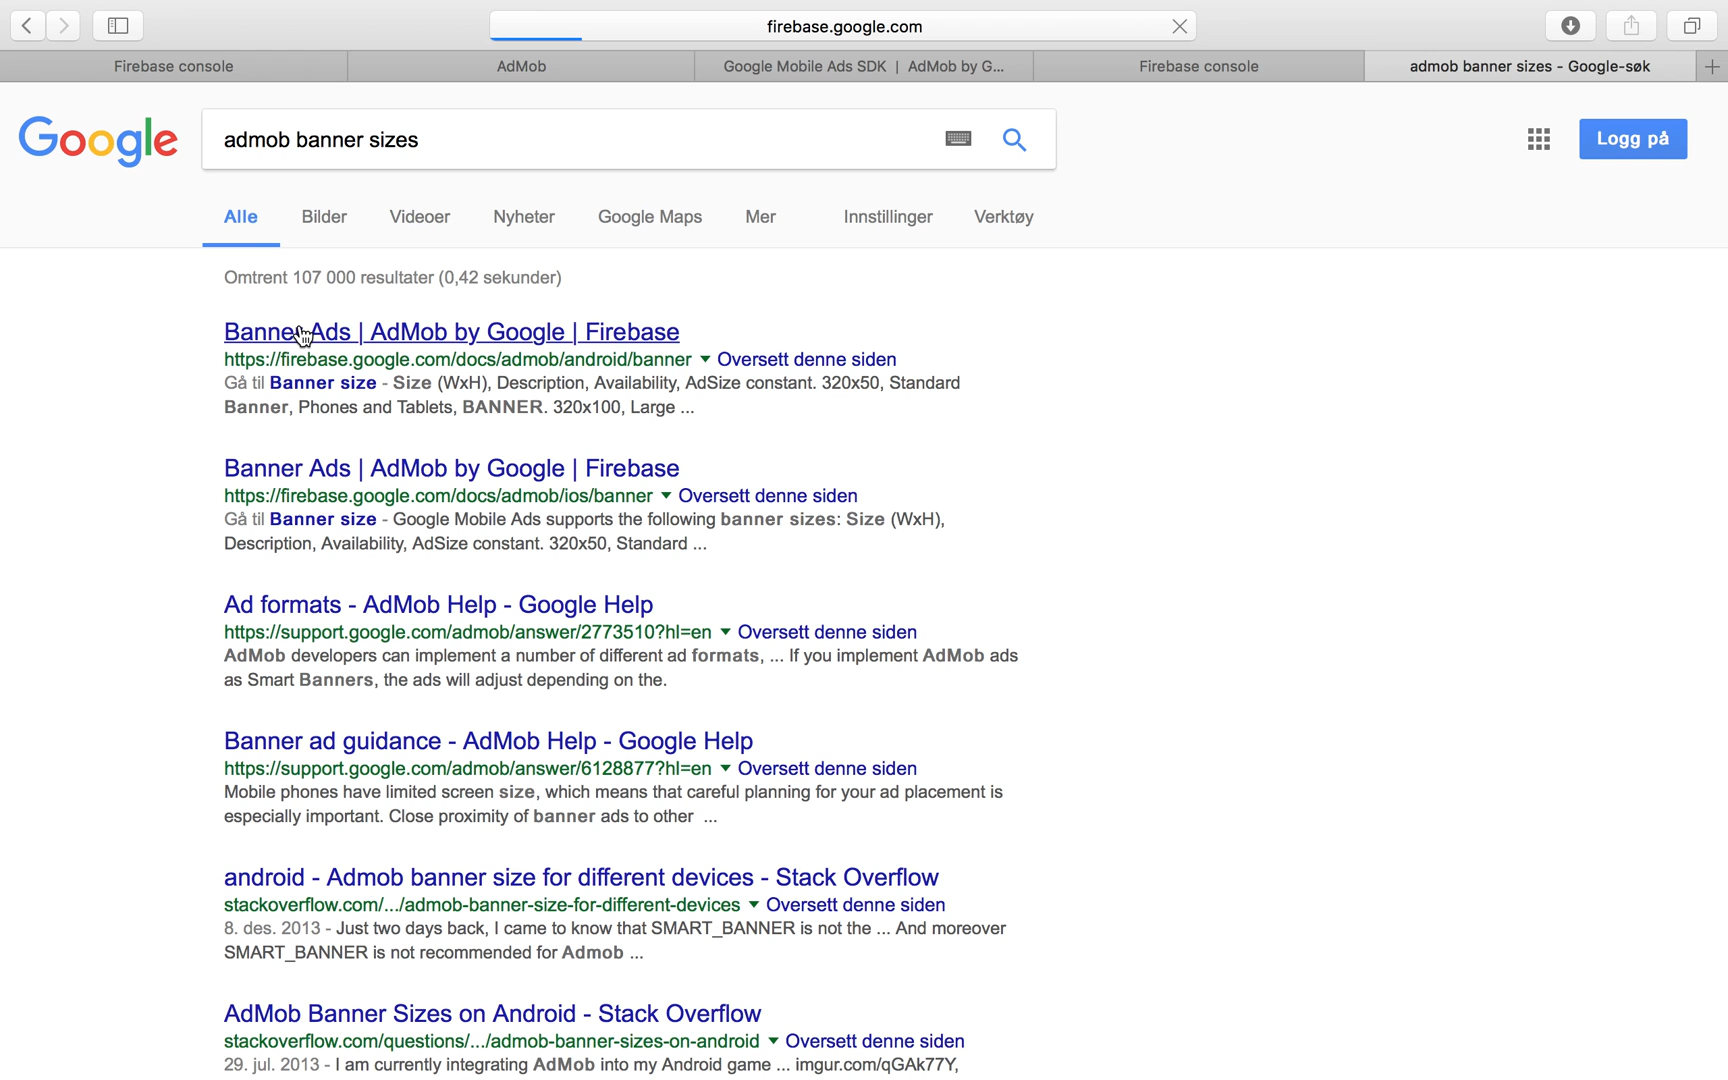 firebase.google.com
Firebase console
AdMob
Google Mobile Ads SDK | AdMob by G...
Firebase console
admob banner sizes - Google-søk
Google
admob banner sizes
Logg på
Alle
Bilder
Videoer
Nyheter
Google Maps
Mer
Innstillinger
Verktøy
Omtrent 107 000 resultater (0,42 sekunder)
Banner Ads | AdMob by Google | Firebase
https://firebase.google.com/docs/admob/android/banner ▼ Oversett denne siden
Gå til Banner size - Size (WxH), Description, Availability, AdSize constant. 320x50, Standard
Banner, Phones and Tablets, BANNER. 320x100, Large ...
Banner Ads | AdMob by Google | Firebase
https://firebase.google.com/docs/admob/ios/banner ▼ Oversett denne siden
Gå til Banner size - Google Mobile Ads supports the following banner sizes: Size (WxH),
Description, Availability, AdSize constant. 320x50, Standard ...
Ad formats - AdMob Help - Google Help
https://support.google.com/admob/answer/2773510?hl=en ▼ Oversett denne siden
AdMob developers can implement a number of different ad formats, ... If you implement AdMob ads
as Smart Banners, the ads will adjust depending on the.
Banner ad guidance - AdMob Help - Google Help
https://support.google.com/admob/answer/6128877?hl=en ▼ Oversett denne siden
Mobile phones have limited screen size, which means that careful planning for your ad placement is
especially important. Close proximity of banner ads to other ...
android - Admob banner size for different devices - Stack Overflow
stackoverflow.com/.../admob-banner-size-for-different-devices ▼ Oversett denne siden
8. des. 2013 - Just two days back, I came to know that SMART_BANNER is not the ... And moreover
SMART_BANNER is not recommended for Admob ...
AdMob Banner Sizes on Android - Stack Overflow
stackoverflow.com/questions/.../admob-banner-sizes-on-android ▼ Oversett denne siden
29. jul. 2013 - I am currently integrating AdMob into my Android game ... imgur.com/qGAk77Y,